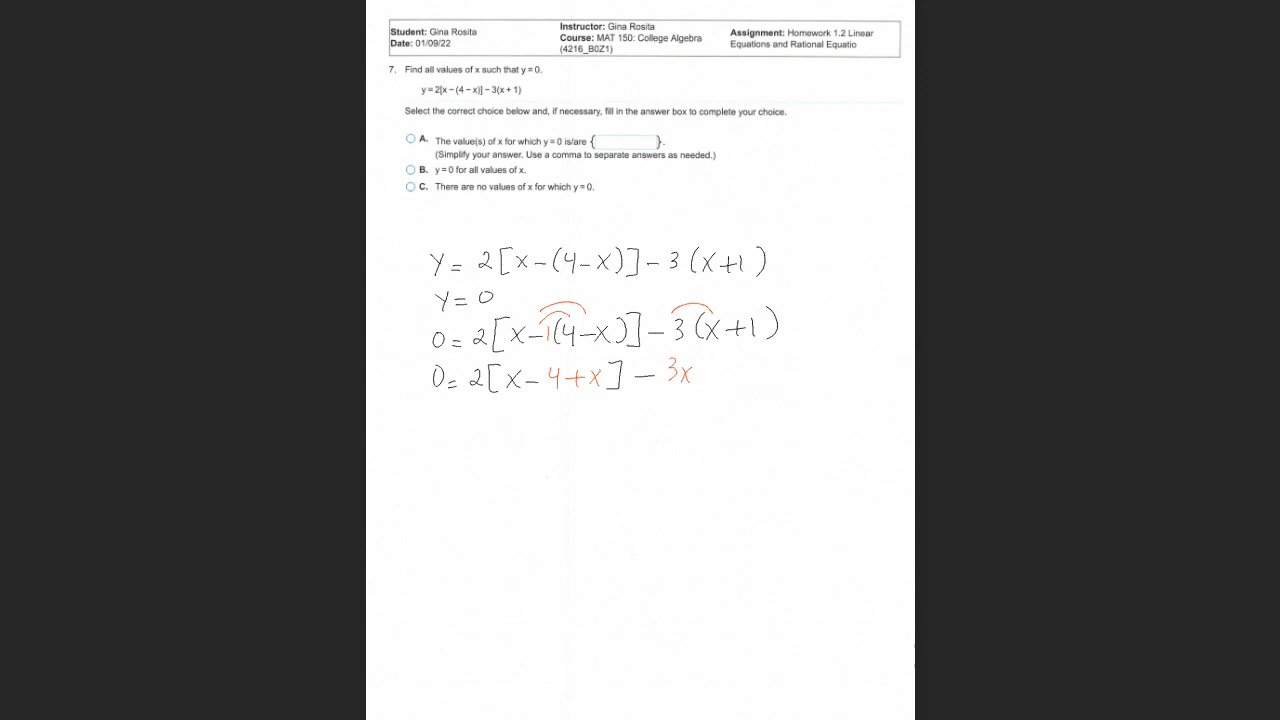 Student: Gina Rosita
Date: 01/09/22
Instructor: Gina Rosita
Course: MAT 150: College Algebra
(4216_B0Z1)
Assignment: Homework 1.2 Linear
Equations and Rational Equatio
7. Find all values of x such that y = 0.
y = 2[x − (4 − x)] − 3(x + 1)
Select the correct choice below and, if necessary, fill in the answer box to complete your choice.
A. The value(s) of x for which y = 0 is/are { }.
(Simplify your answer. Use a comma to separate answers as needed.)
B. y = 0 for all values of x.
C. There are no values of x for which y = 0.
y = 2[x-(4-x)]-3(x+1)
y = 0
0 = 2[x-1(4-x)]-3(x+1)
0 = 2[x-4+x]-3x